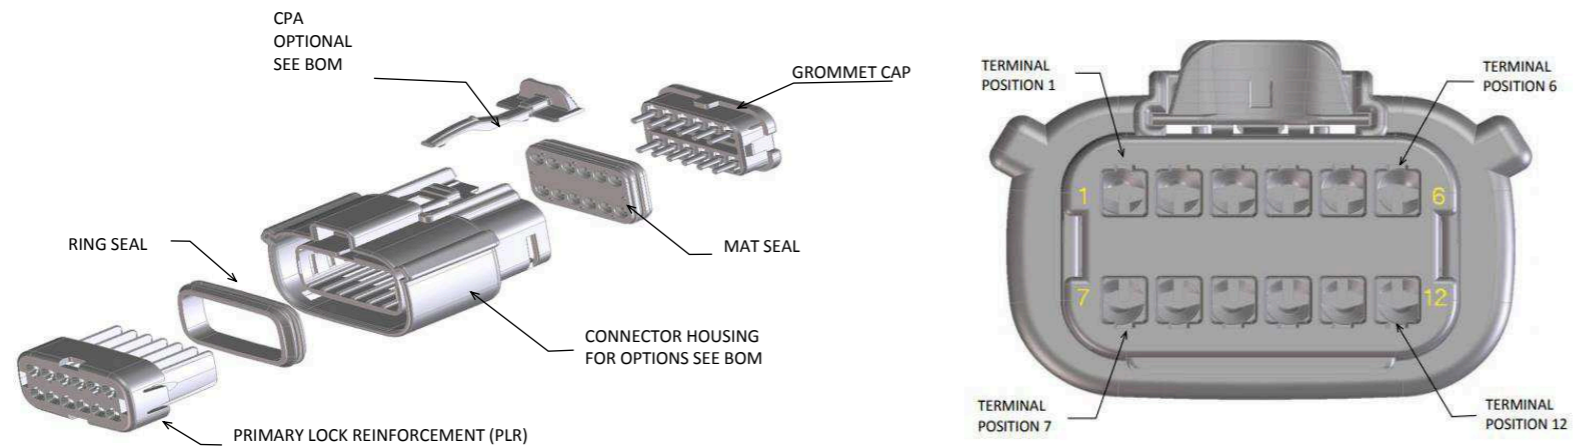 CPA
OPTIONAL
SEE BOM
GROMMET CAP
MAT SEAL
RING SEAL
CONNECTOR HOUSING
FOR OPTIONS SEE BOM
PRIMARY LOCK REINFORCEMENT (PLR)
TERMINAL
POSITION 1
TERMINAL
POSITION 6
1
6
7
12
TERMINAL
POSITION 7
TERMINAL
POSITION 12